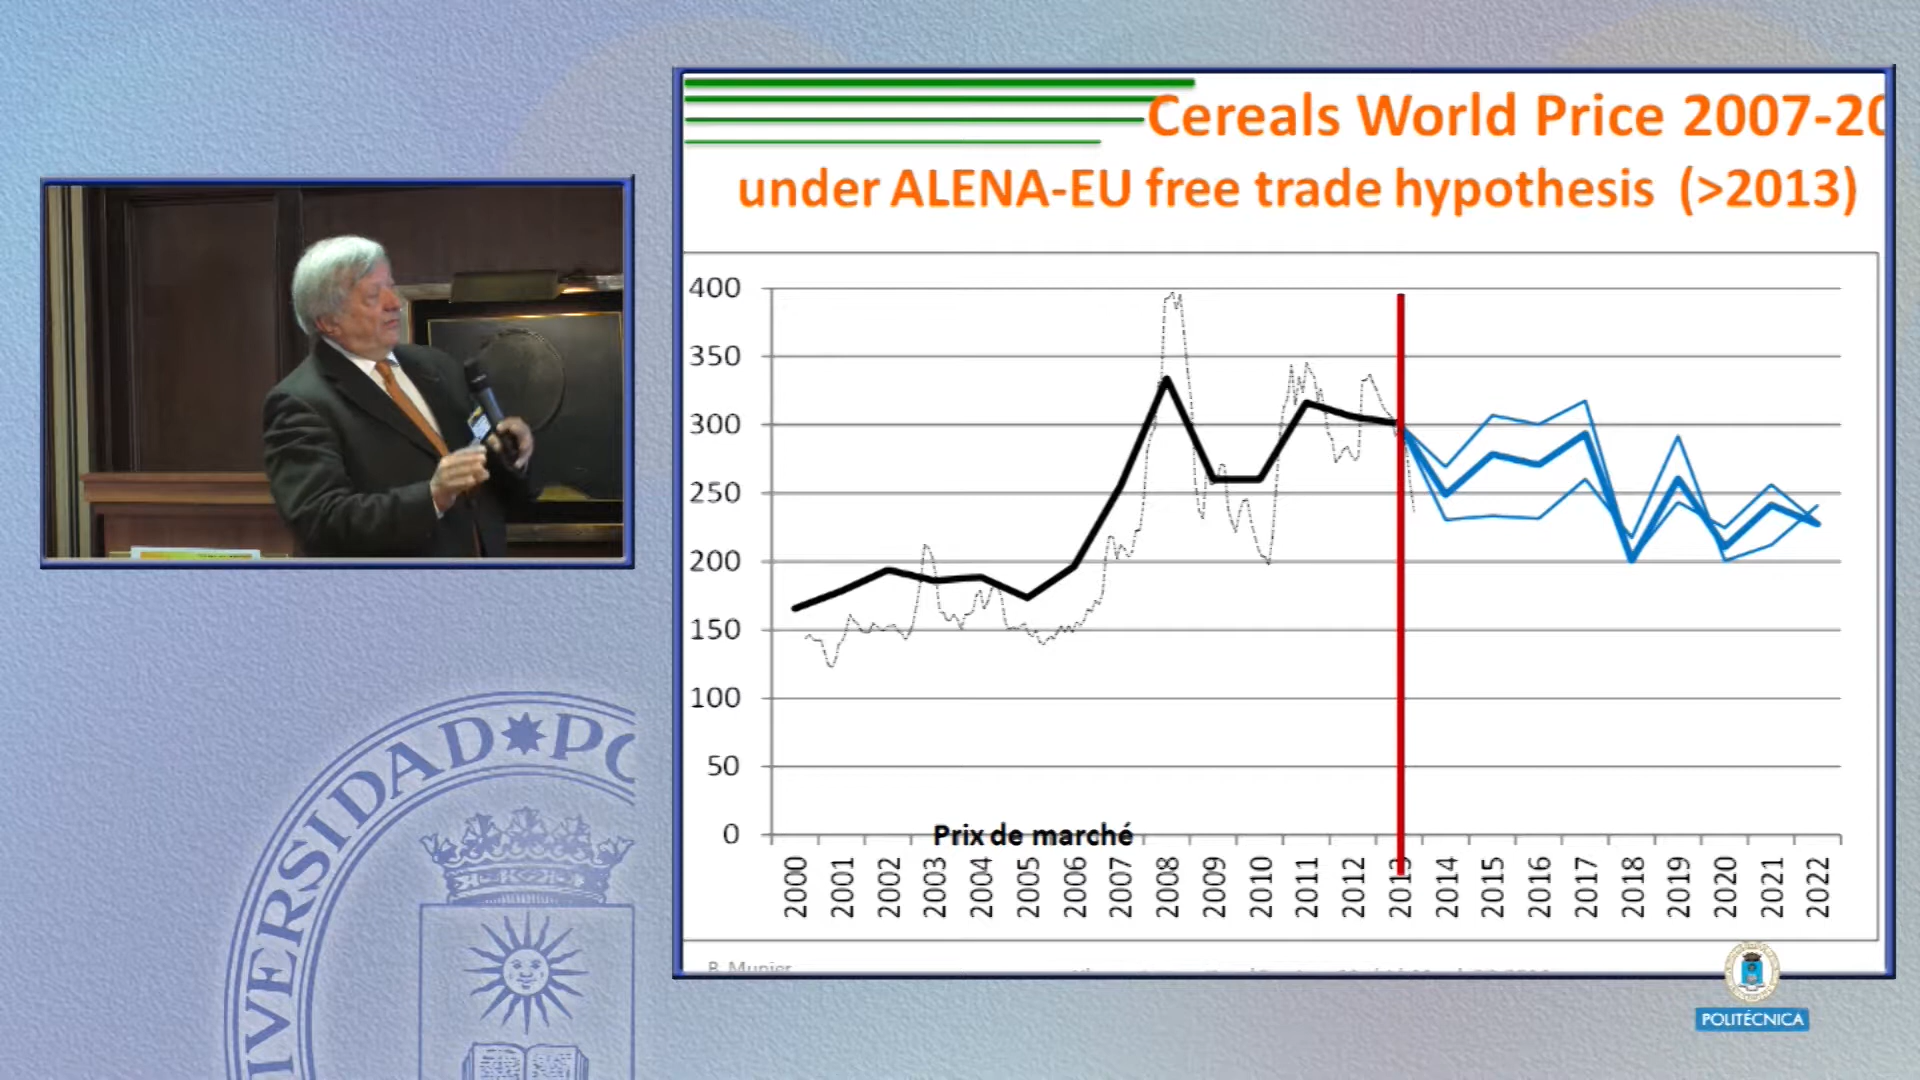 Cereals World Price 2007-20
under ALENA-EU free trade hypothesis (>2013)
400
350
300
250
200
150
100
50
0
Prix de marché
2000 2001 2002 2003 2004 2005 2006 2007 2008 2009 2010 2011 2012 2013 2014 2015 2016 2017 2018 2019 2020 2021 2022
B. Munier
IVERSIDAD PO
POLITÉCNICA